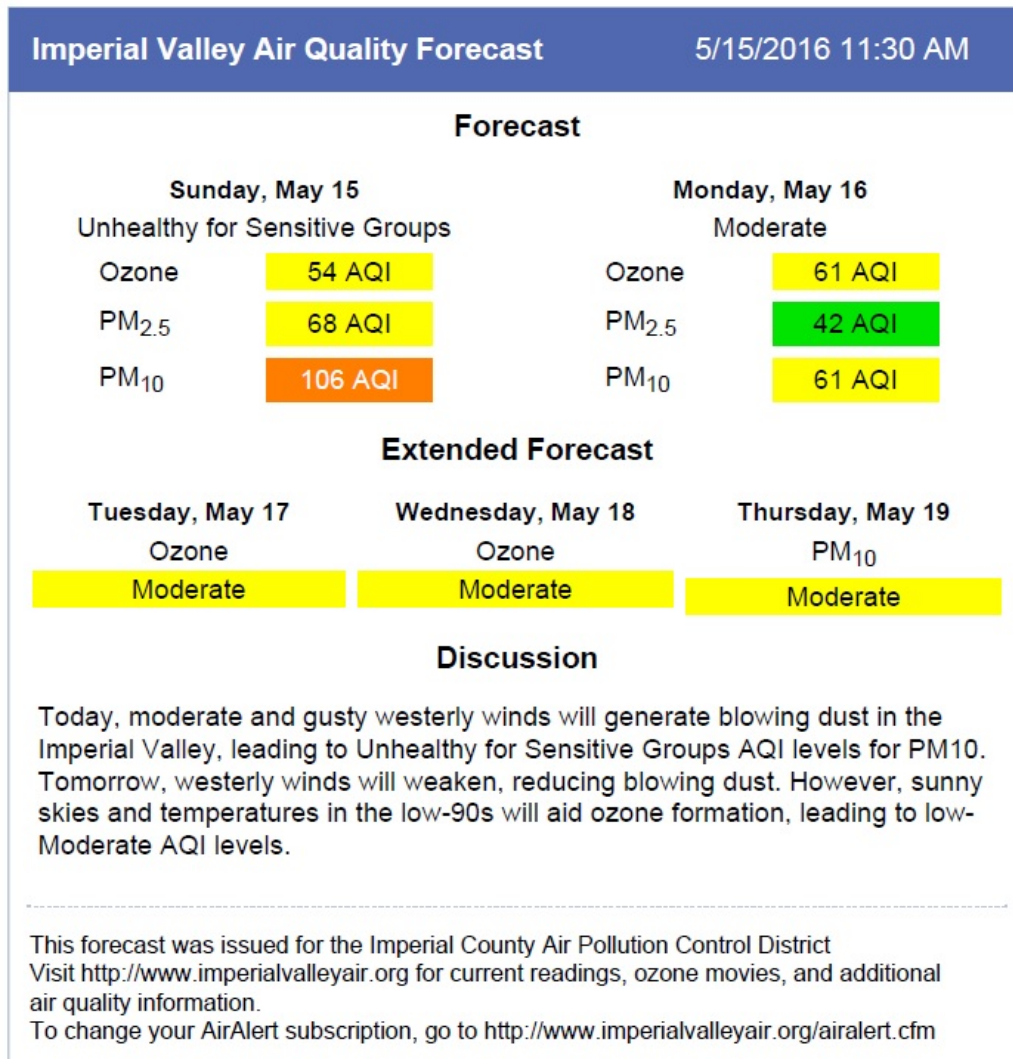 Imperial Valley Air Quality Forecast 5/15/2016 11:30 AM
Forecast
Sunday, May 15 Monday, May 16
Unhealthy for Sensitive Groups Moderate
Ozone 54 AQI Ozone 61 AQI
PM2.5 68 AQI PM2.5 42 AQI
PM10 106 AQI PM10 61 AQI
Extended Forecast
Tuesday, May 17 Wednesday, May 18 Thursday, May 19
Ozone Ozone PM10
Moderate Moderate Moderate
Discussion
Today, moderate and gusty westerly winds will generate blowing dust in the
Imperial Valley, leading to Unhealthy for Sensitive Groups AQI levels for PM10.
Tomorrow, westerly winds will weaken, reducing blowing dust. However, sunny
skies and temperatures in the low-90s will aid ozone formation, leading to low-
Moderate AQI levels.
This forecast was issued for the Imperial County Air Pollution Control District
Visit http://www.imperialvalleyair.org for current readings, ozone movies, and additional
air quality information.
To change your AirAlert subscription, go to http://www.imperialvalleyair.org/airalert.cfm